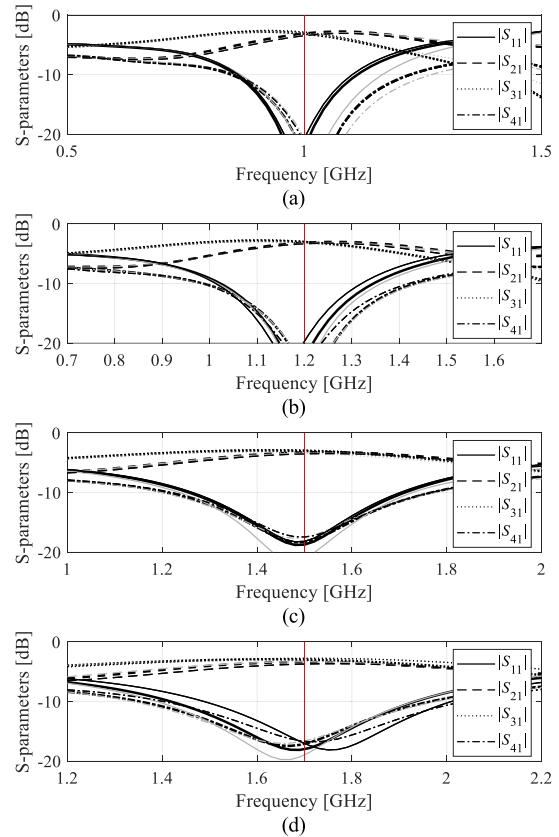 S-parameters [dB]
0
-10
-20
0.5
1
1.5
Frequency [GHz]
|S11|
|S21|
|S31|
|S41|
(a)
S-parameters [dB]
0
-10
-20
0.7
0.8
0.9
1
1.1
1.2
1.3
1.4
1.5
1.6
Frequency [GHz]
|S11|
|S21|
|S31|
|S41|
(b)
S-parameters [dB]
0
-10
-20
1
1.2
1.4
1.6
1.8
2
Frequency [GHz]
|S11|
|S21|
|S31|
|S41|
(c)
S-parameters [dB]
0
-10
-20
1.2
1.4
1.6
1.8
2
2.2
Frequency [GHz]
|S11|
|S21|
|S31|
|S41|
(d)